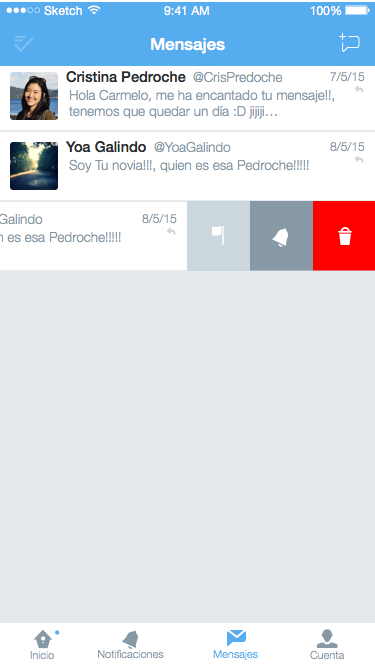 Sketch 9:41 AM 100%
Mensajes
Cristina Pedroche @CrisPredoche 7/5/15
Hola Carmelo, me ha encantado tu mensaje!!,
tenemos que quedar un día :D jijiji...
Yoa Galindo @YoaGalindo 8/5/15
Soy Tu novia!!!, quien es esa Pedroche!!!!!
Galindo 8/5/15
n es esa Pedroche!!!!!
Inicio Notificaciones Mensajes Cuenta